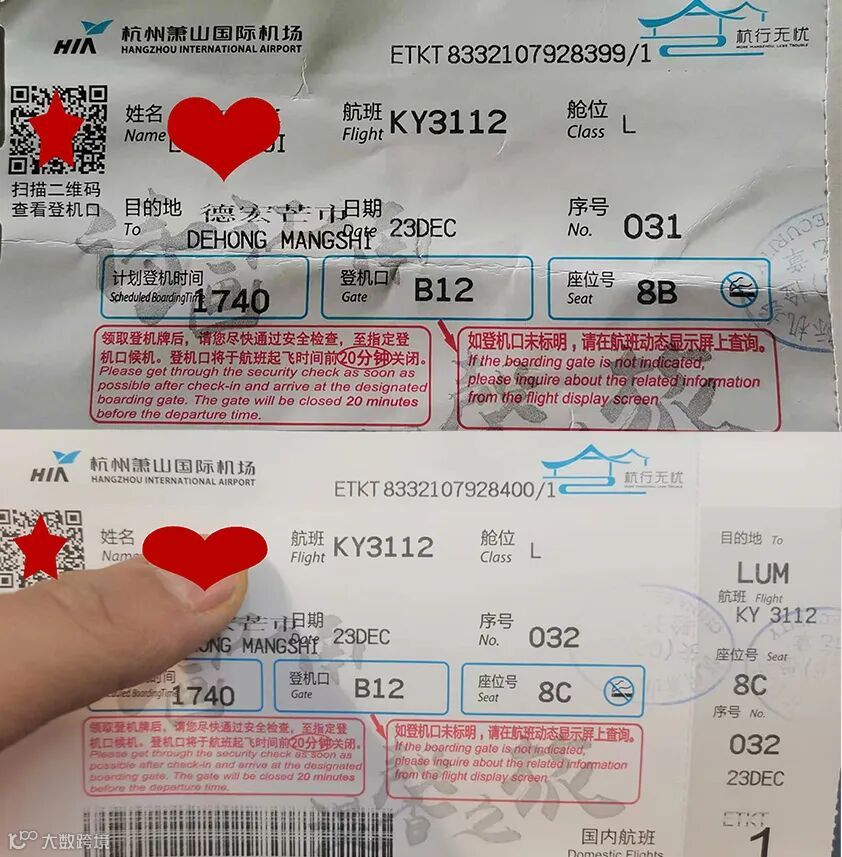 HIA 杭州萧山国际机场
HANGZHOU INTERNATIONAL AIRPORT
杭行无忧
MORE HANGZHOU, LESS TROUBLE
ETKT 8332107928399/1
姓名
Name
航班
Flight KY3112
舱位
Class L
扫描二维码
查看登机口
目的地
To
德宏芒市
DEHONG MANGSHI
日期
Date 23DEC
序号
No. 031
计划登机时间
Scheduled BoardingTime 1740
登机口
Gate B12
座位号
Seat 8B
领取登机牌后，请您尽快通过安全检查，至指定登
机口候机。登机口将于航班起飞时间前20分钟关闭。
Please get through the security check as soon as
possible after check-in and arrive at the designated
boarding gate. The gate will be closed 20 minutes
before the departure time.
如登机口未标明，请在航班动态显示屏上查询。
If the boarding gate is not indicated,
please inquire about the related information
from the flight display screen.
HIA 杭州萧山国际机场
HANGZHOU INTERNATIONAL AIRPORT
杭行无忧
ETKT 8332107928400/1
姓名
Name
航班
Flight KY3112
舱位
Class L
芒市
MANGSHI
日期
Date 23DEC
序号
No. 032
BoardingTime 1740
登机口
Gate B12
座位号
Seat 8C
领取登机牌后，请您尽快通过安全检查，至指定登
机口候机。登机口将于航班起飞时间前20分钟关闭。
Please get through the security check as soon as
possible after check-in and arrive at the designated
boarding gate. The gate will be closed 20 minutes
before the departure time.
如登机口未标明，请在航班动态显示屏上查询。
If the boarding gate is not indicated,
please inquire about the related information
from the flight display screen.
国内航班
Domestic Flights
目的地 To
LUM
航班 Flight
KY 3112
座位号 Seat
8C
序号 No.
032
23DEC
ETKT
1
大数跨境